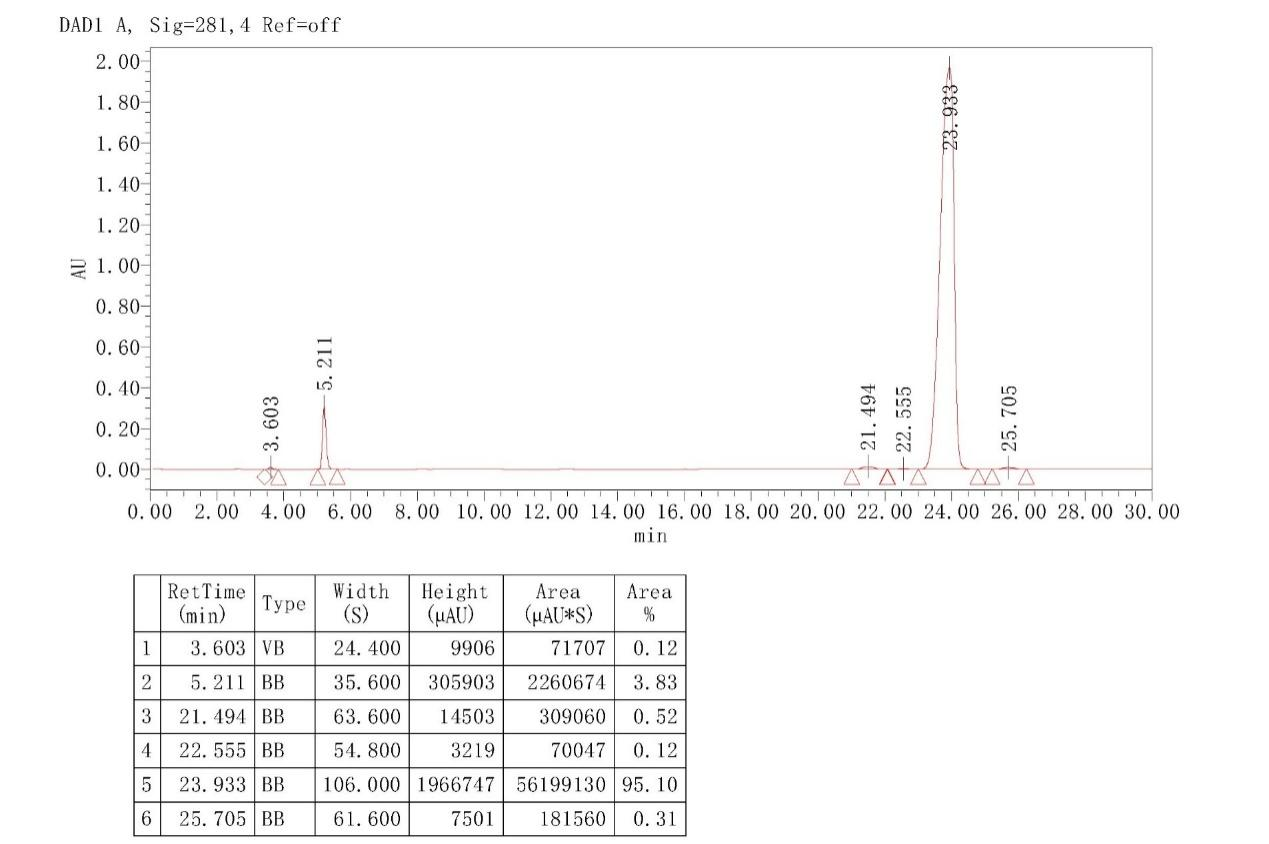 DAD1 A, Sig=281,4 Ref=off
2.00
1.80
1.60
1.40
1.20
1.00
0.80
0.60
0.40
0.20
0.00
AU
3.603
5.211
21.494
22.555
23.933
25.705
0.00 2.00 4.00 6.00 8.00 10.00 12.00 14.00 16.00 18.00 20.00 22.00 24.00 26.00 28.00 30.00
min
RetTime (min) Type Width (S) Height (μAU) Area (μAU*S) Area %
1 3.603 VB 24.400 9906 71707 0.12
2 5.211 BB 35.600 305903 2260674 3.83
3 21.494 BB 63.600 14503 309060 0.52
4 22.555 BB 54.800 3219 70047 0.12
5 23.933 BB 106.000 1966747 56199130 95.10
6 25.705 BB 61.600 7501 181560 0.31